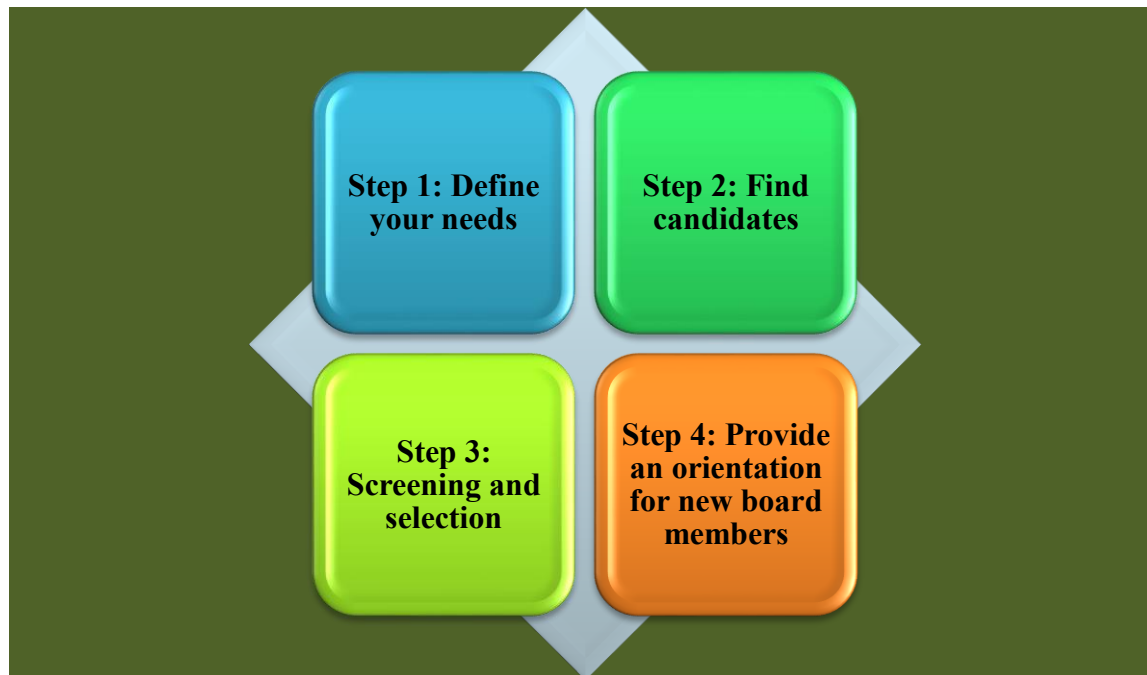 Step 1: Define
your needs
Step 2: Find
candidates
Step 3:
Screening and
selection
Step 4: Provide
an orientation
for new board
members